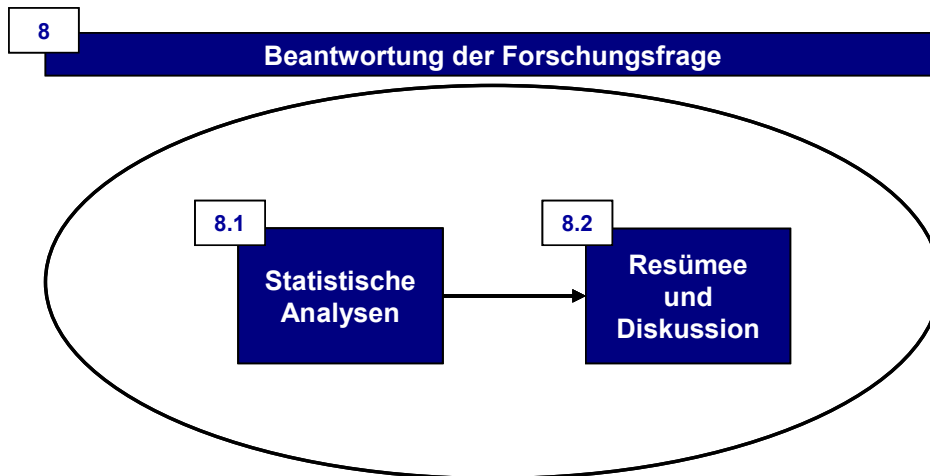 8
Beantwortung der Forschungsfrage
8.1
Statistische
Analysen
8.2
Resümee
und
Diskussion